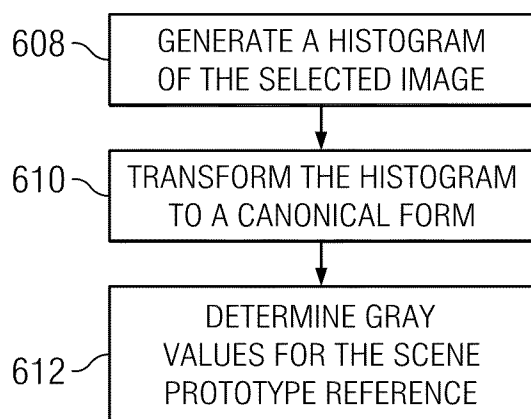 608
GENERATE A HISTOGRAM
OF THE SELECTED IMAGE
610
TRANSFORM THE HISTOGRAM
TO A CANONICAL FORM
612
DETERMINE GRAY
VALUES FOR THE SCENE
PROTOTYPE REFERENCE